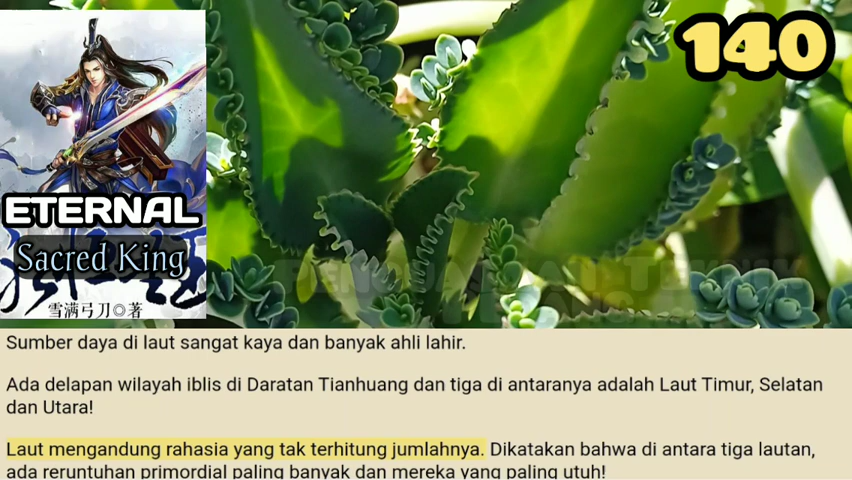 140
ETERNAL
Sacred King
雪满弓刀◎著
Sumber daya di laut sangat kaya dan banyak ahli lahir.
Ada delapan wilayah iblis di Daratan Tianhuang dan tiga di antaranya adalah Laut Timur, Selatan
dan Utara!
Laut mengandung rahasia yang tak terhitung jumlahnya. Dikatakan bahwa di antara tiga lautan,
ada reruntuhan primordial paling banyak dan mereka yang paling utuh!